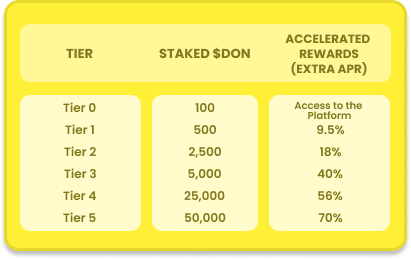 TIER STAKED $DON ACCELERATED
REWARDS
(EXTRA APR)
Tier 0 100 Access to the
Platform
Tier 1 500 9.5%
Tier 2 2,500 18%
Tier 3 5,000 40%
Tier 4 25,000 56%
Tier 5 50,000 70%